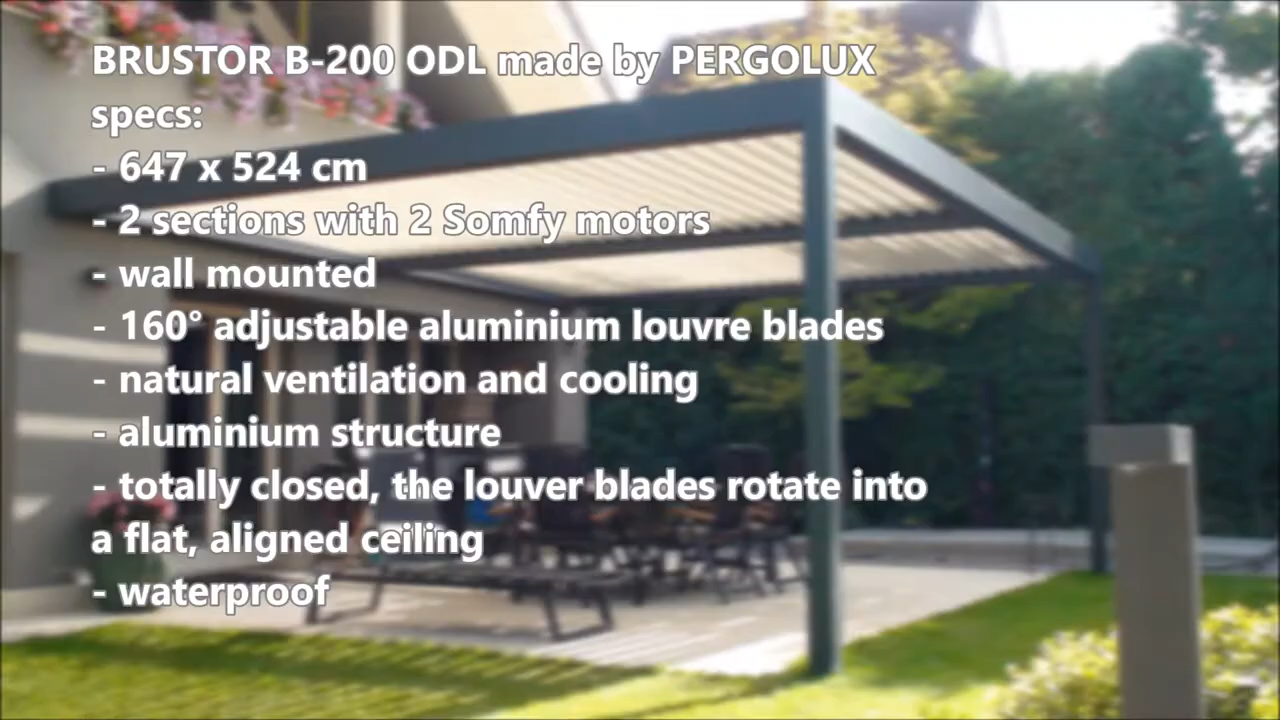 BRUSTOR B-200 ODL made by PERGOLUX
specs:
- 647 x 524 cm
- 2 sections with 2 Somfy motors
- wall mounted
- 160° adjustable aluminium louvre blades
- natural ventilation and cooling
- aluminium structure
- totally closed, the louver blades rotate into
a flat, aligned ceiling
- waterproof